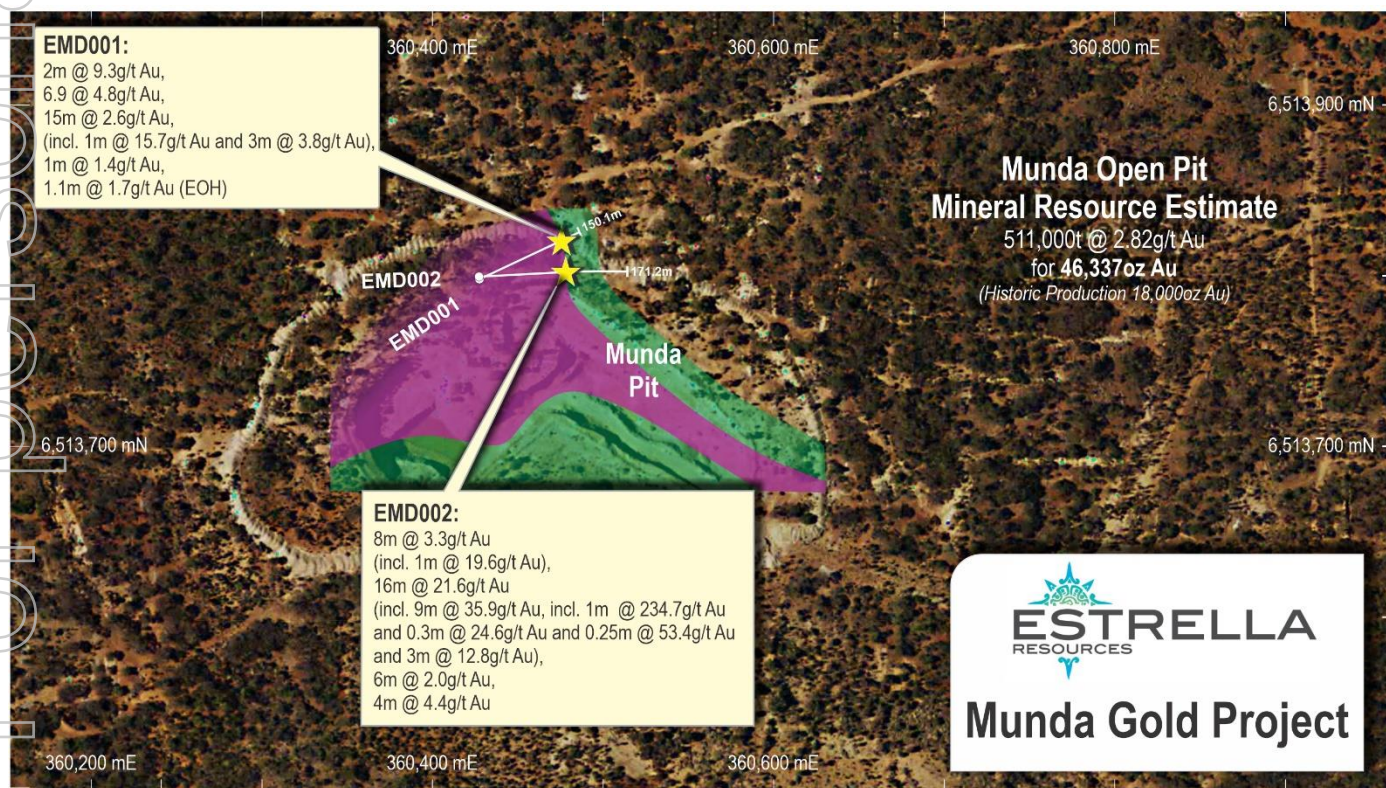 EMD001:
2m @ 9.3g/t Au,
6.9 @ 4.8g/t Au,
15m @ 2.6g/t Au,
(incl. 1m @ 15.7g/t Au and 3m @ 3.8g/t Au),
1m @ 1.4g/t Au,
1.1m @ 1.7g/t Au (EOH)
360,400 mE
360,600 mE
360,800 mE
6,513,900 mN
Munda Open Pit
Mineral Resource Estimate
511,000t @ 2.82g/t Au
for 46,337oz Au
(Historic Production 18,000oz Au)
150.1m
171.2m
EMD002
EMD001
Munda
Pit
6,513,700 mN
6,513,700 mN
EMD002:
8m @ 3.3g/t Au
(incl. 1m @ 19.6g/t Au),
16m @ 21.6g/t Au
(incl. 9m @ 35.9g/t Au, incl. 1m @ 234.7g/t Au
and 0.3m @ 24.6g/t Au and 0.25m @ 53.4g/t Au
and 3m @ 12.8g/t Au),
6m @ 2.0g/t Au,
4m @ 4.4g/t Au
ESTRELLA
RESOURCES
Munda Gold Project
360,200 mE
360,400 mE
360,600 mE